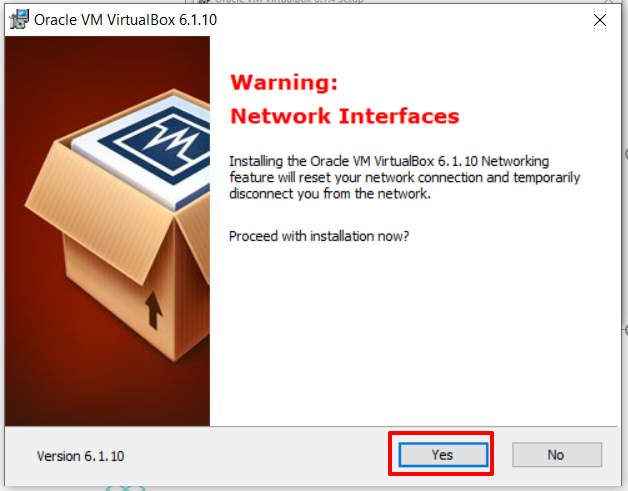 Oracle VM VirtualBox 6.1.10
Warning:
Network Interfaces
Installing the Oracle VM VirtualBox 6.1.10 Networking
feature will reset your network connection and temporarily
disconnect you from the network.
Proceed with installation now?
Version 6.1.10
Yes
No